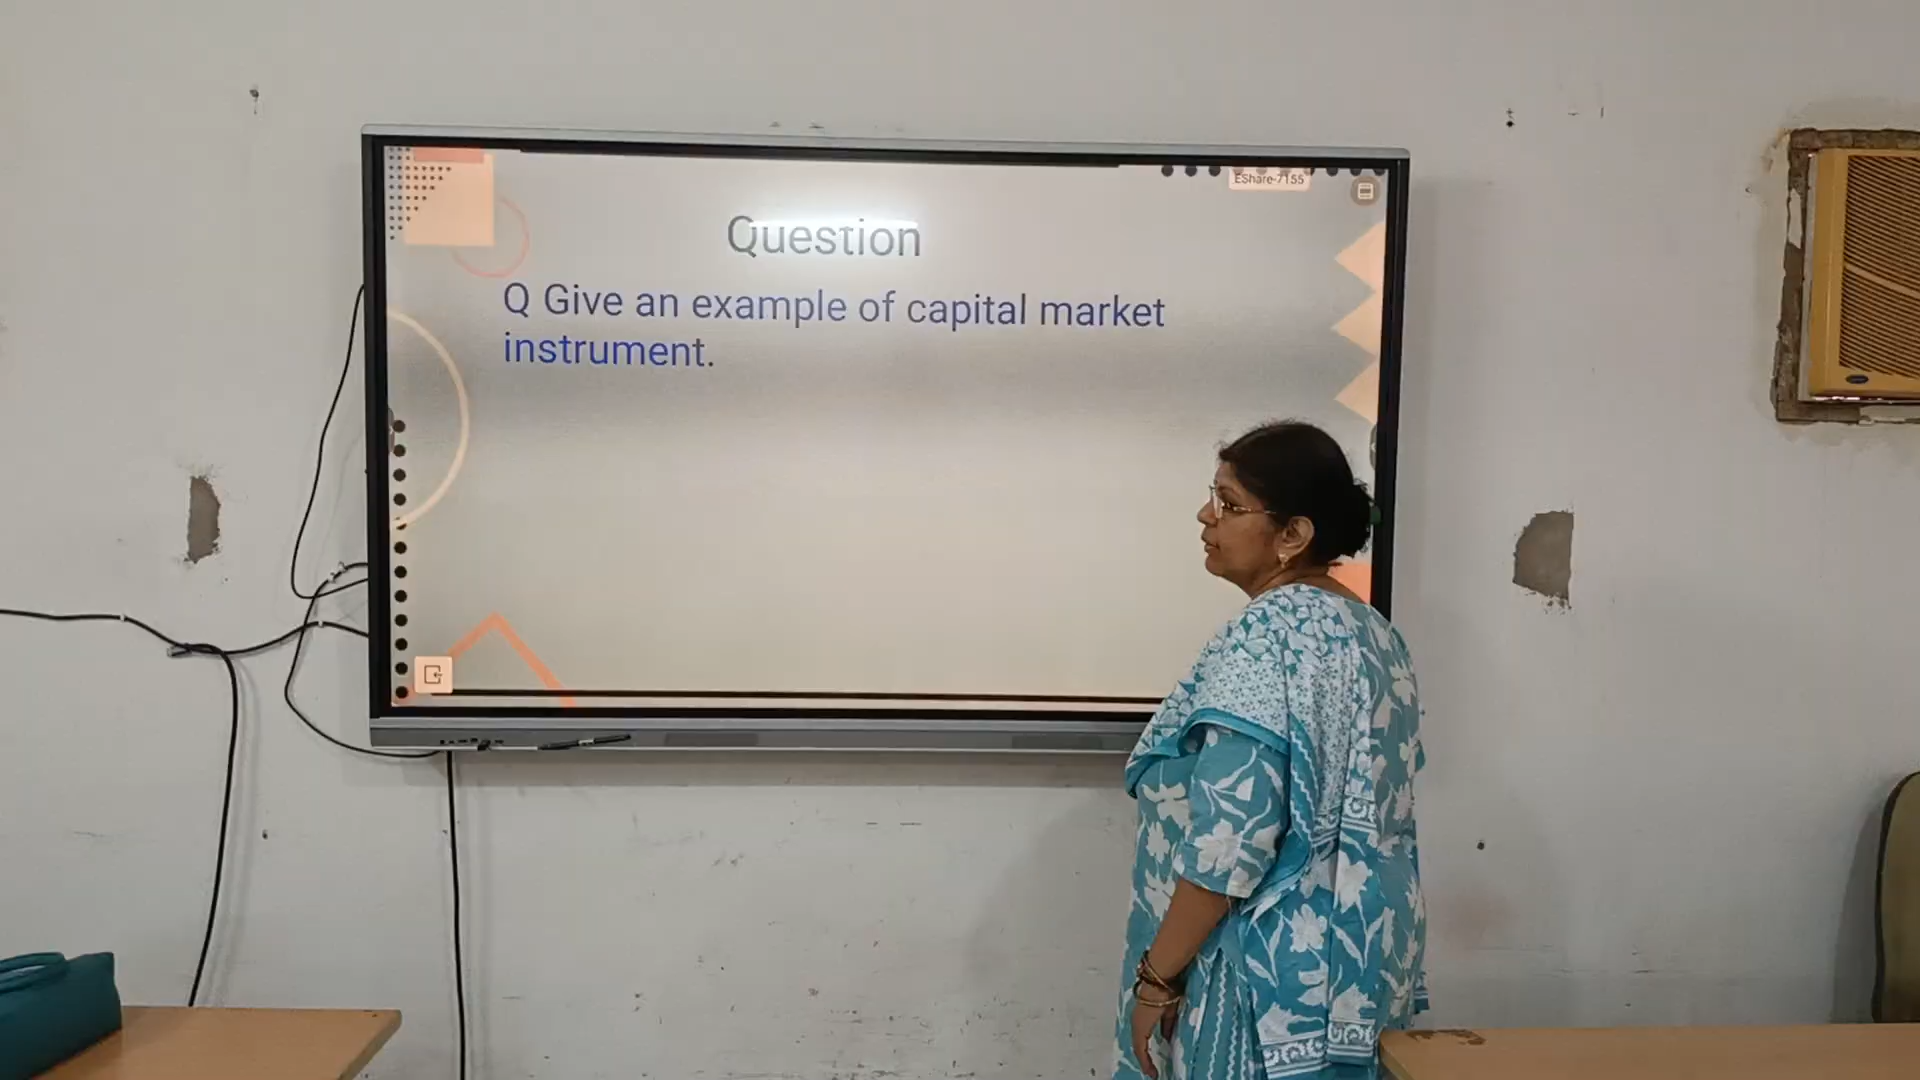 EShare-7155
Question
Q Give an example of capital market
instrument.